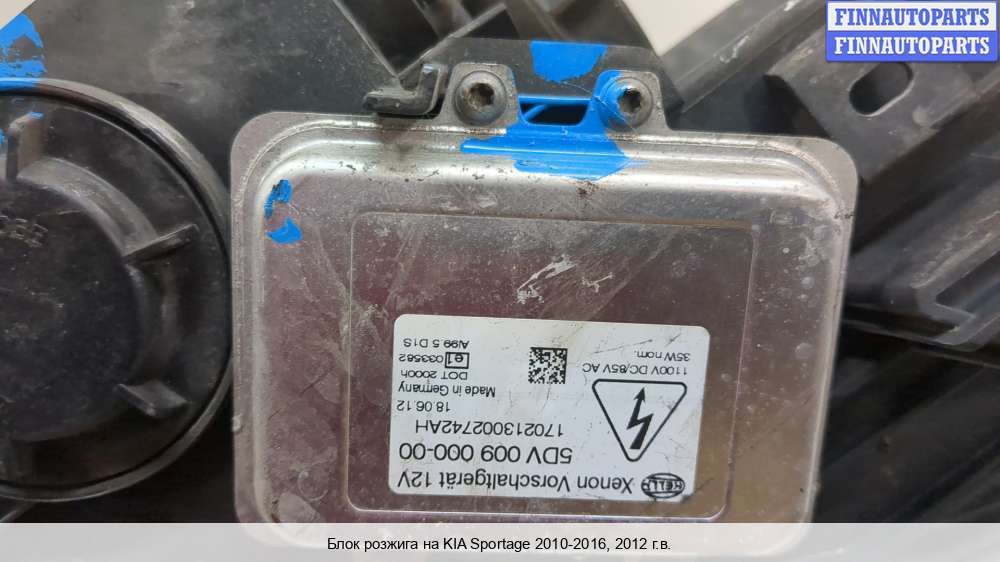 FINNAUTOPARTS
FINNAUTOPARTS
HELLA
Xenon Vorschaltgerät 12V
5DV 009 000-00
170213002742AH
18.06.12
Made in Germany
DOT 2000h
e1 033582
A/99 5 D1S
1100V DC/85V AC
35W nom.
Блок розжига на KIA Sportage 2010-2016, 2012 г.в.